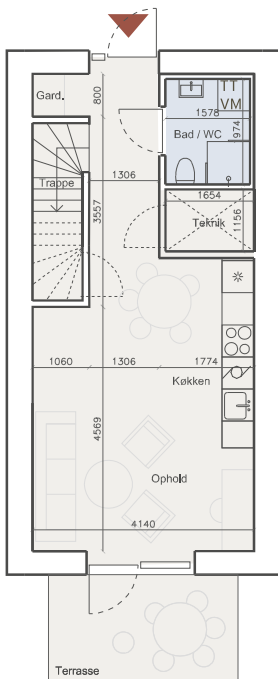 Gard.
800
TT
VM
1578
1974
Bad / WC
Trappe
1306
3557
1654
1156
Teknik
1060
1306
1774
Køkken
4569
Ophold
4140
Terrasse